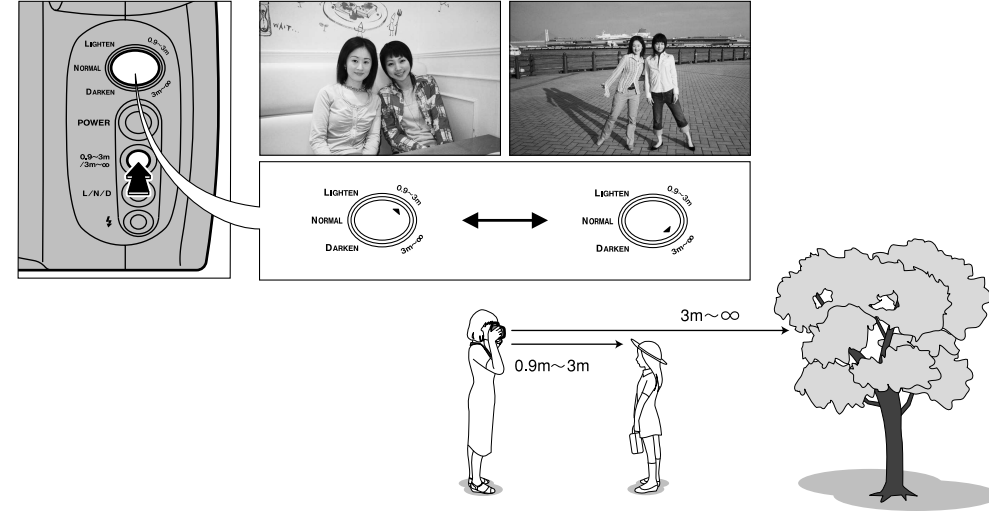 LIGHTEN
0.9~3m
NORMAL
DARKEN
3m~∞
POWER
0.9~3m
/3m~∞
L/N/D
WAIT...
LIGHTEN
0.9~3m
NORMAL
DARKEN
3m~∞
LIGHTEN
0.9~3m
NORMAL
DARKEN
3m~∞
3m~∞
0.9m~3m